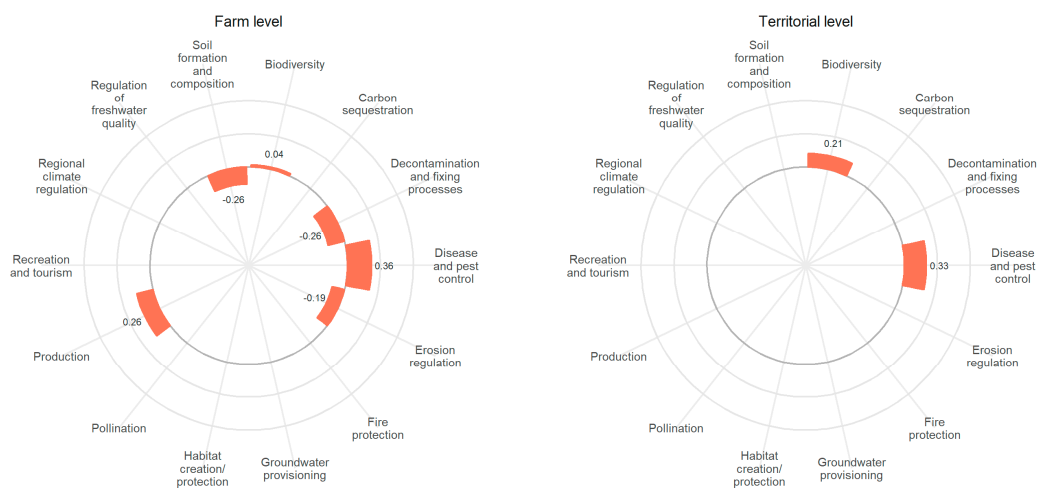 Farm level
Soil
formation
and
composition
Biodiversity
Carbon
sequestration
Decontamination
and fixing
processes
Disease
and pest
control
Erosion
regulation
Fire
protection
Groundwater
provisioning
Habitat
creation/
protection
Pollination
Production
Recreation
and tourism
Regional
climate
regulation
Regulation
of
freshwater
quality
0.04
-0.26
-0.26
0.36
-0.19
0.26
Territorial level
Soil
formation
and
composition
Biodiversity
Carbon
sequestration
Decontamination
and fixing
processes
Disease
and pest
control
Erosion
regulation
Fire
protection
Groundwater
provisioning
Habitat
creation/
protection
Pollination
Production
Recreation
and tourism
Regional
climate
regulation
Regulation
of
freshwater
quality
0.21
0.33